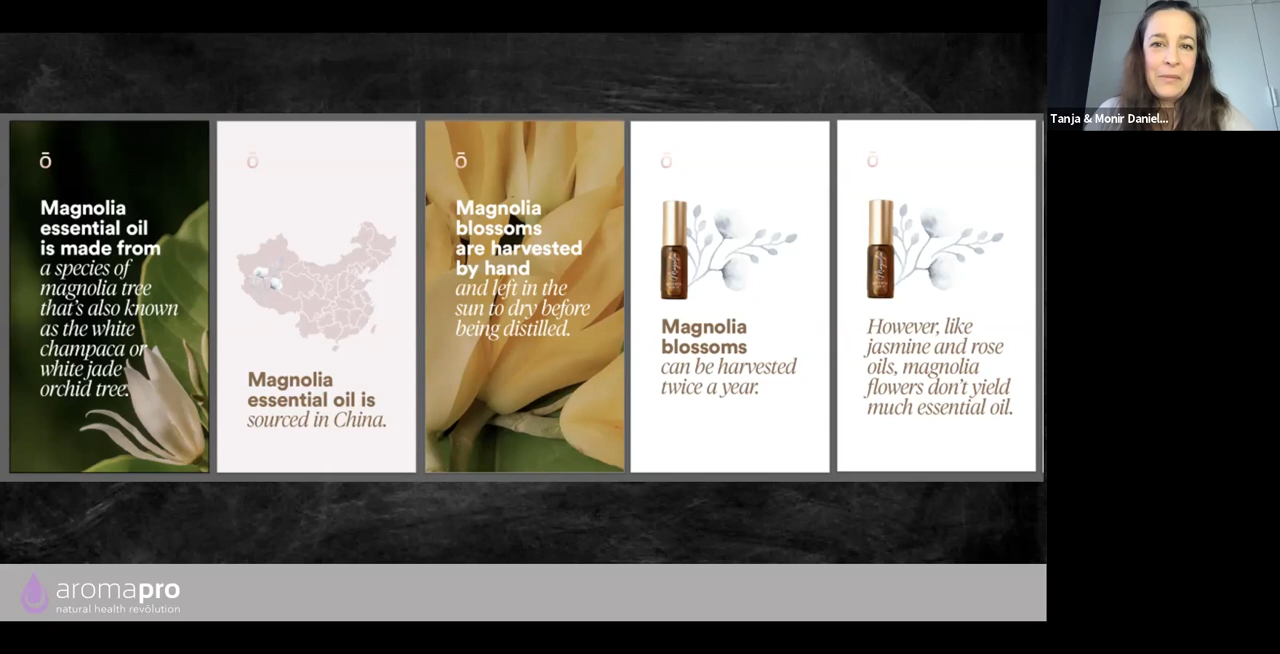 Tanja & Monir Daniel...
ō
Magnolia
essential oil
is made from
a species of
magnolia tree
that's also known
as the white
champaca or
white jade
orchid tree.
ō
Magnolia
essential oil is
sourced in China.
ō
Magnolia
blossoms
are harvested
by hand
and left in the
sun to dry before
being distilled.
ō
Magnolia
blossoms
can be harvested
twice a year.
ō
However, like
jasmine and rose
oils, magnolia
flowers don't yield
much essential oil.
aromapro
natural health revōlution